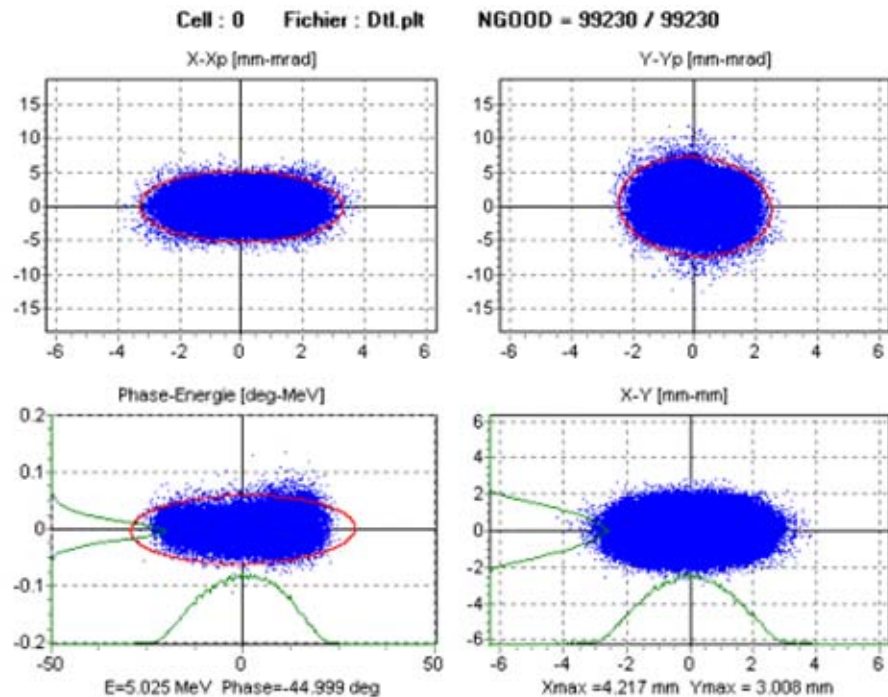 Cell : 0 Fichier : Dtl.plt NGOOD = 99230 / 99230
X-Xp [mm-mrad]
15
10
5
0
-5
-10
-15
-6 -4 -2 0 2 4 6
Y-Yp [mm-mrad]
15
10
5
0
-5
-10
-15
-6 -4 -2 0 2 4 6
Phase-Energie [deg-MeV]
0.2
0.1
0
-0.1
-0.2
-50 0 50
E=5.025 MeV Phase=-44.999 deg
X-Y [mm-mm]
6
4
2
0
-2
-4
-6
-6 -4 -2 0 2 4 6
Xmax =4.217 mm Ymax = 3.008 mm